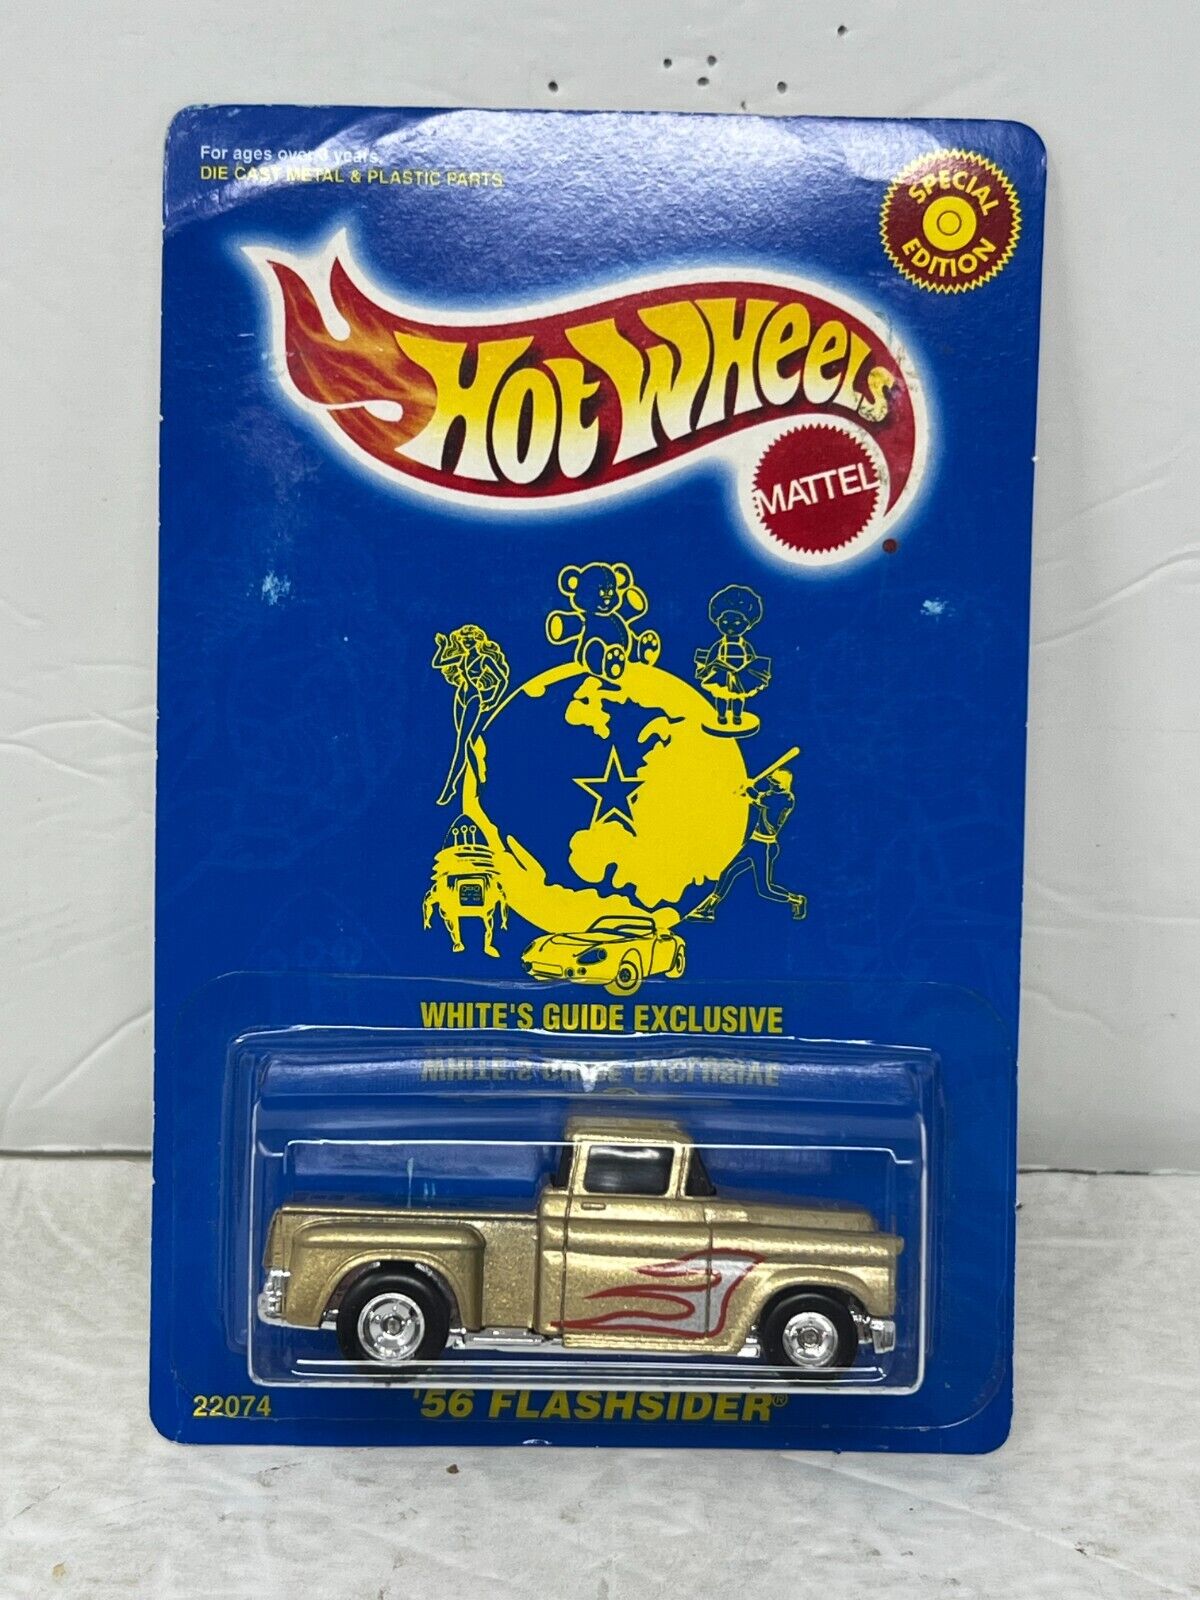 For ages over 3 years.
DIE CAST METAL & PLASTIC PARTS
SPECIAL
EDITION
HOT WHEELS
MATTEL
WHITE'S GUIDE EXCLUSIVE
22074
'56 FLASHSIDER®